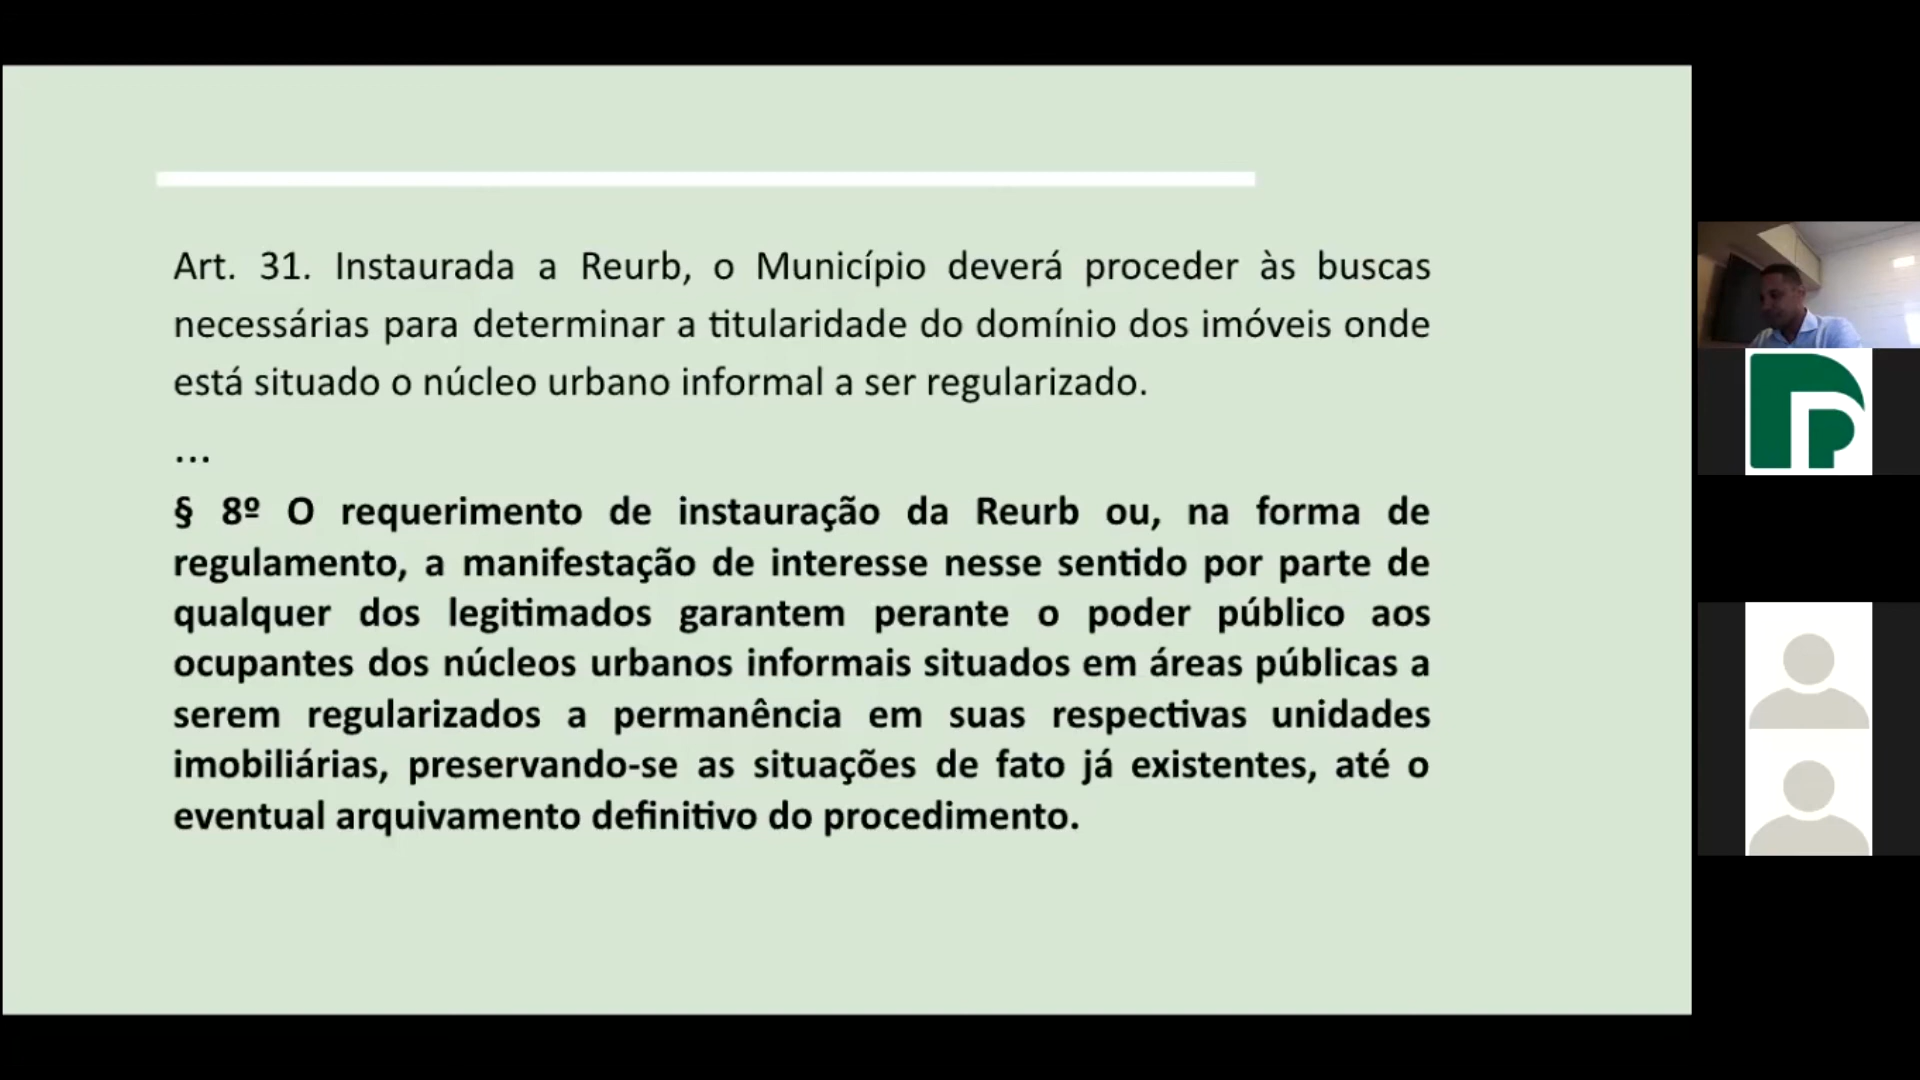 Art. 31. Instaurada a Reurb, o Município deverá proceder às buscas
necessárias para determinar a titularidade do domínio dos imóveis onde
está situado o núcleo urbano informal a ser regularizado.
...
§ 8º O requerimento de instauração da Reurb ou, na forma de
regulamento, a manifestação de interesse nesse sentido por parte de
qualquer dos legitimados garantem perante o poder público aos
ocupantes dos núcleos urbanos informais situados em áreas públicas a
serem regularizados a permanência em suas respectivas unidades
imobiliárias, preservando-se as situações de fato já existentes, até o
eventual arquivamento definitivo do procedimento.